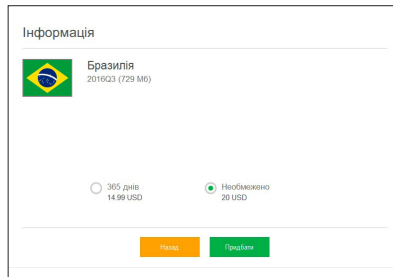 Інформація
Бразилія
2016Q3 (729 Мб)
365 днів
14.99 USD
Необмежено
20 USD
Назад
Придбати